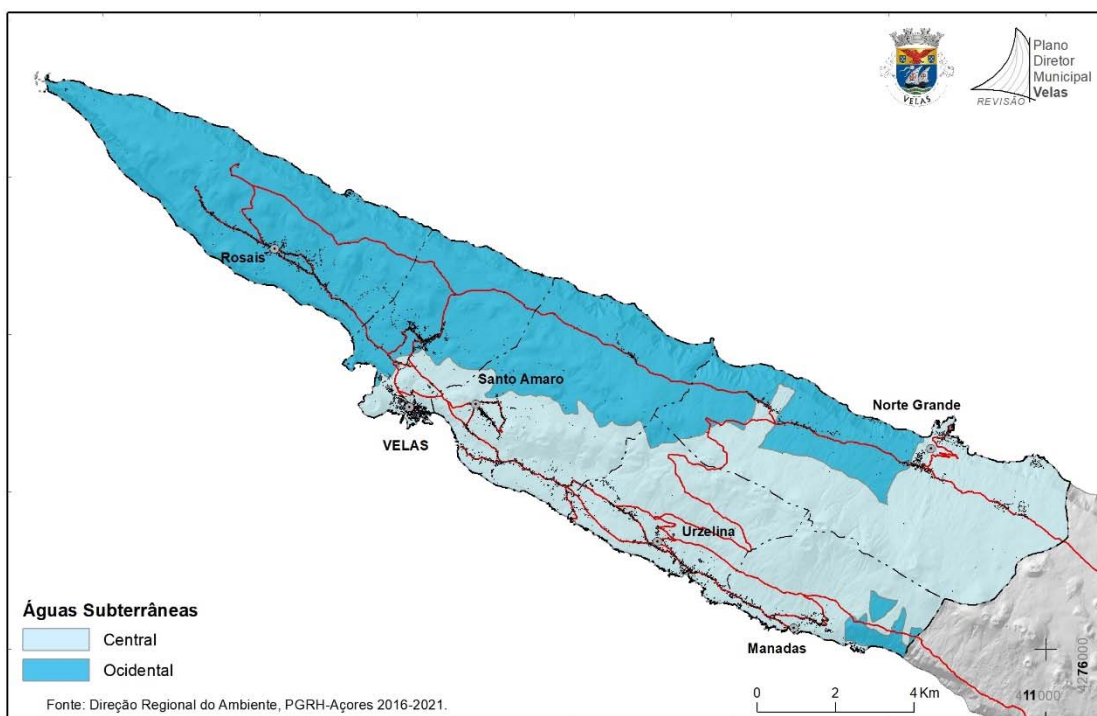 VELAS
Plano
Diretor
Municipal
Velas
REVISÃO
Rosais
Santo Amaro
VELAS
Norte Grande
Urzelina
Manadas
Águas Subterrâneas
Central
Ocidental
Fonte: Direção Regional do Ambiente, PGRH-Açores 2016-2021.
0 2 4 Km
411000
4276000